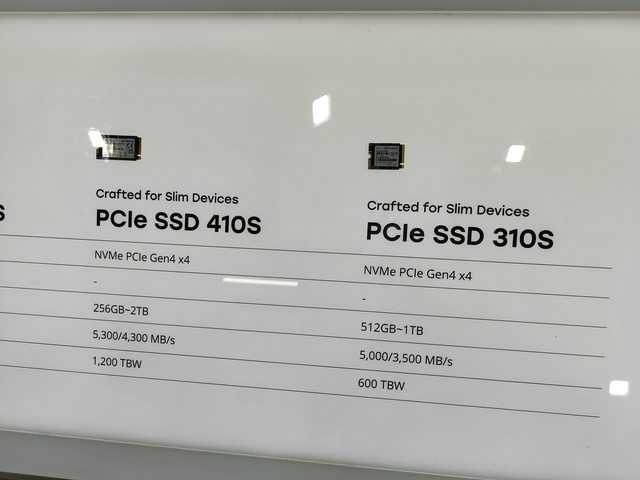 S
Crafted for Slim Devices
PCIe SSD 410S
NVMe PCIe Gen4 x4
-
256GB~2TB
5,300/4,300 MB/s
1,200 TBW
Crafted for Slim Devices
PCIe SSD 310S
NVMe PCIe Gen4 x4
-
512GB~1TB
5,000/3,500 MB/s
600 TBW